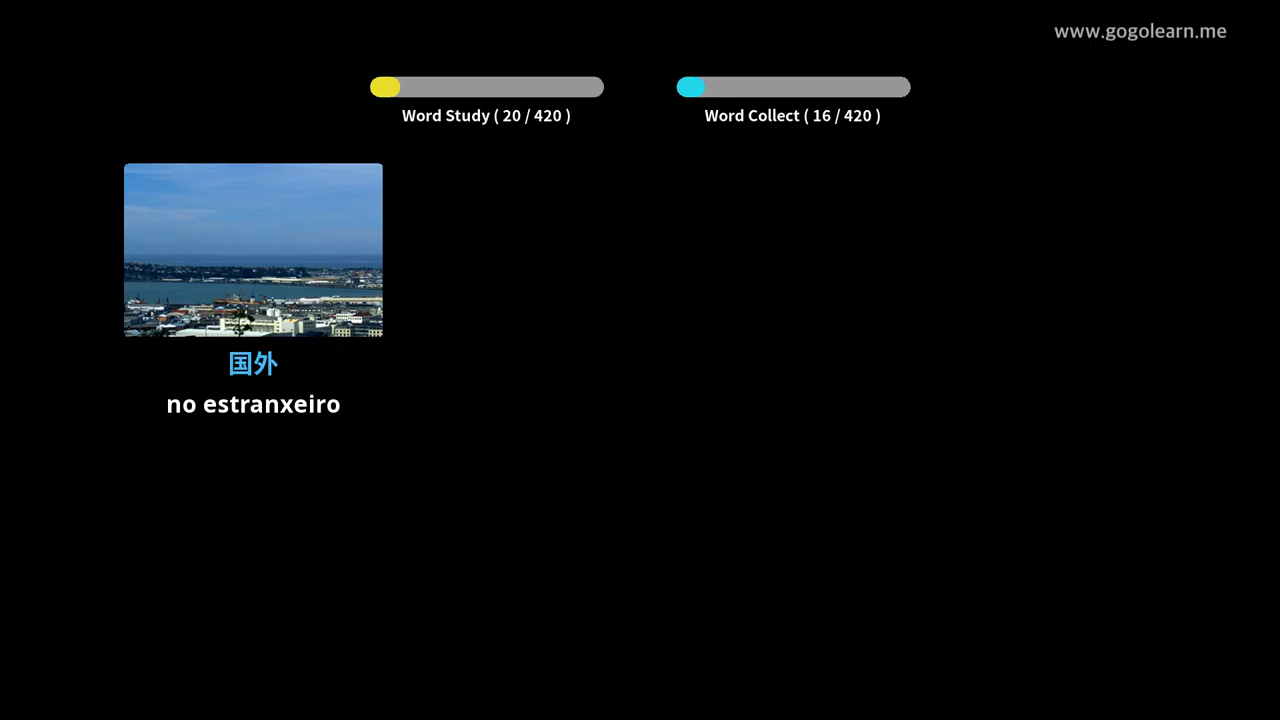 www.gogolearn.me
Word Study ( 20 / 420 )
Word Collect ( 16 / 420 )
国外
no estranxeiro